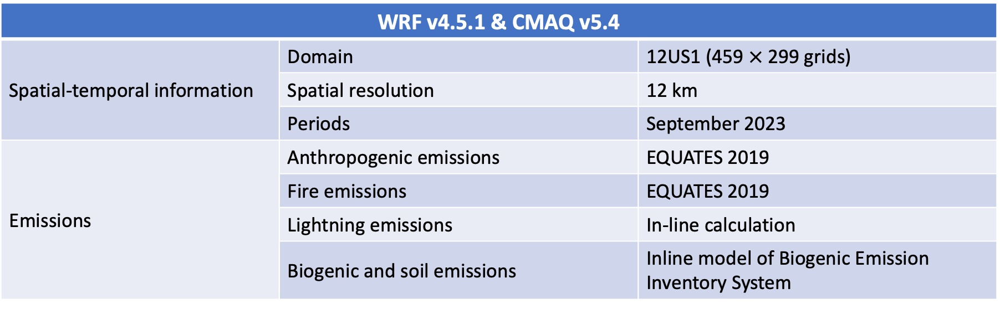 WRF v4.5.1 & CMAQ v5.4
Spatial-temporal information
Domain
12US1 (459 × 299 grids)
Spatial resolution
12 km
Periods
September 2023
Emissions
Anthropogenic emissions
EQUATES 2019
Fire emissions
EQUATES 2019
Lightning emissions
In-line calculation
Biogenic and soil emissions
Inline model of Biogenic Emission
Inventory System